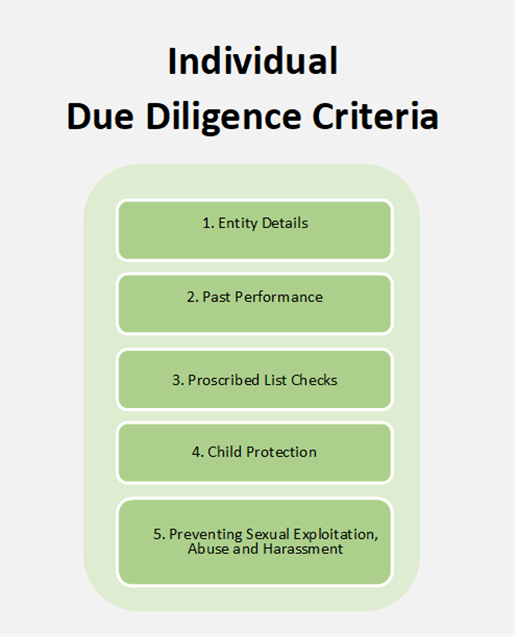 Individual
Due Diligence Criteria
1. Entity Details
2. Past Performance
3. Proscribed List Checks
4. Child Protection
5. Preventing Sexual Exploitation,
Abuse and Harassment